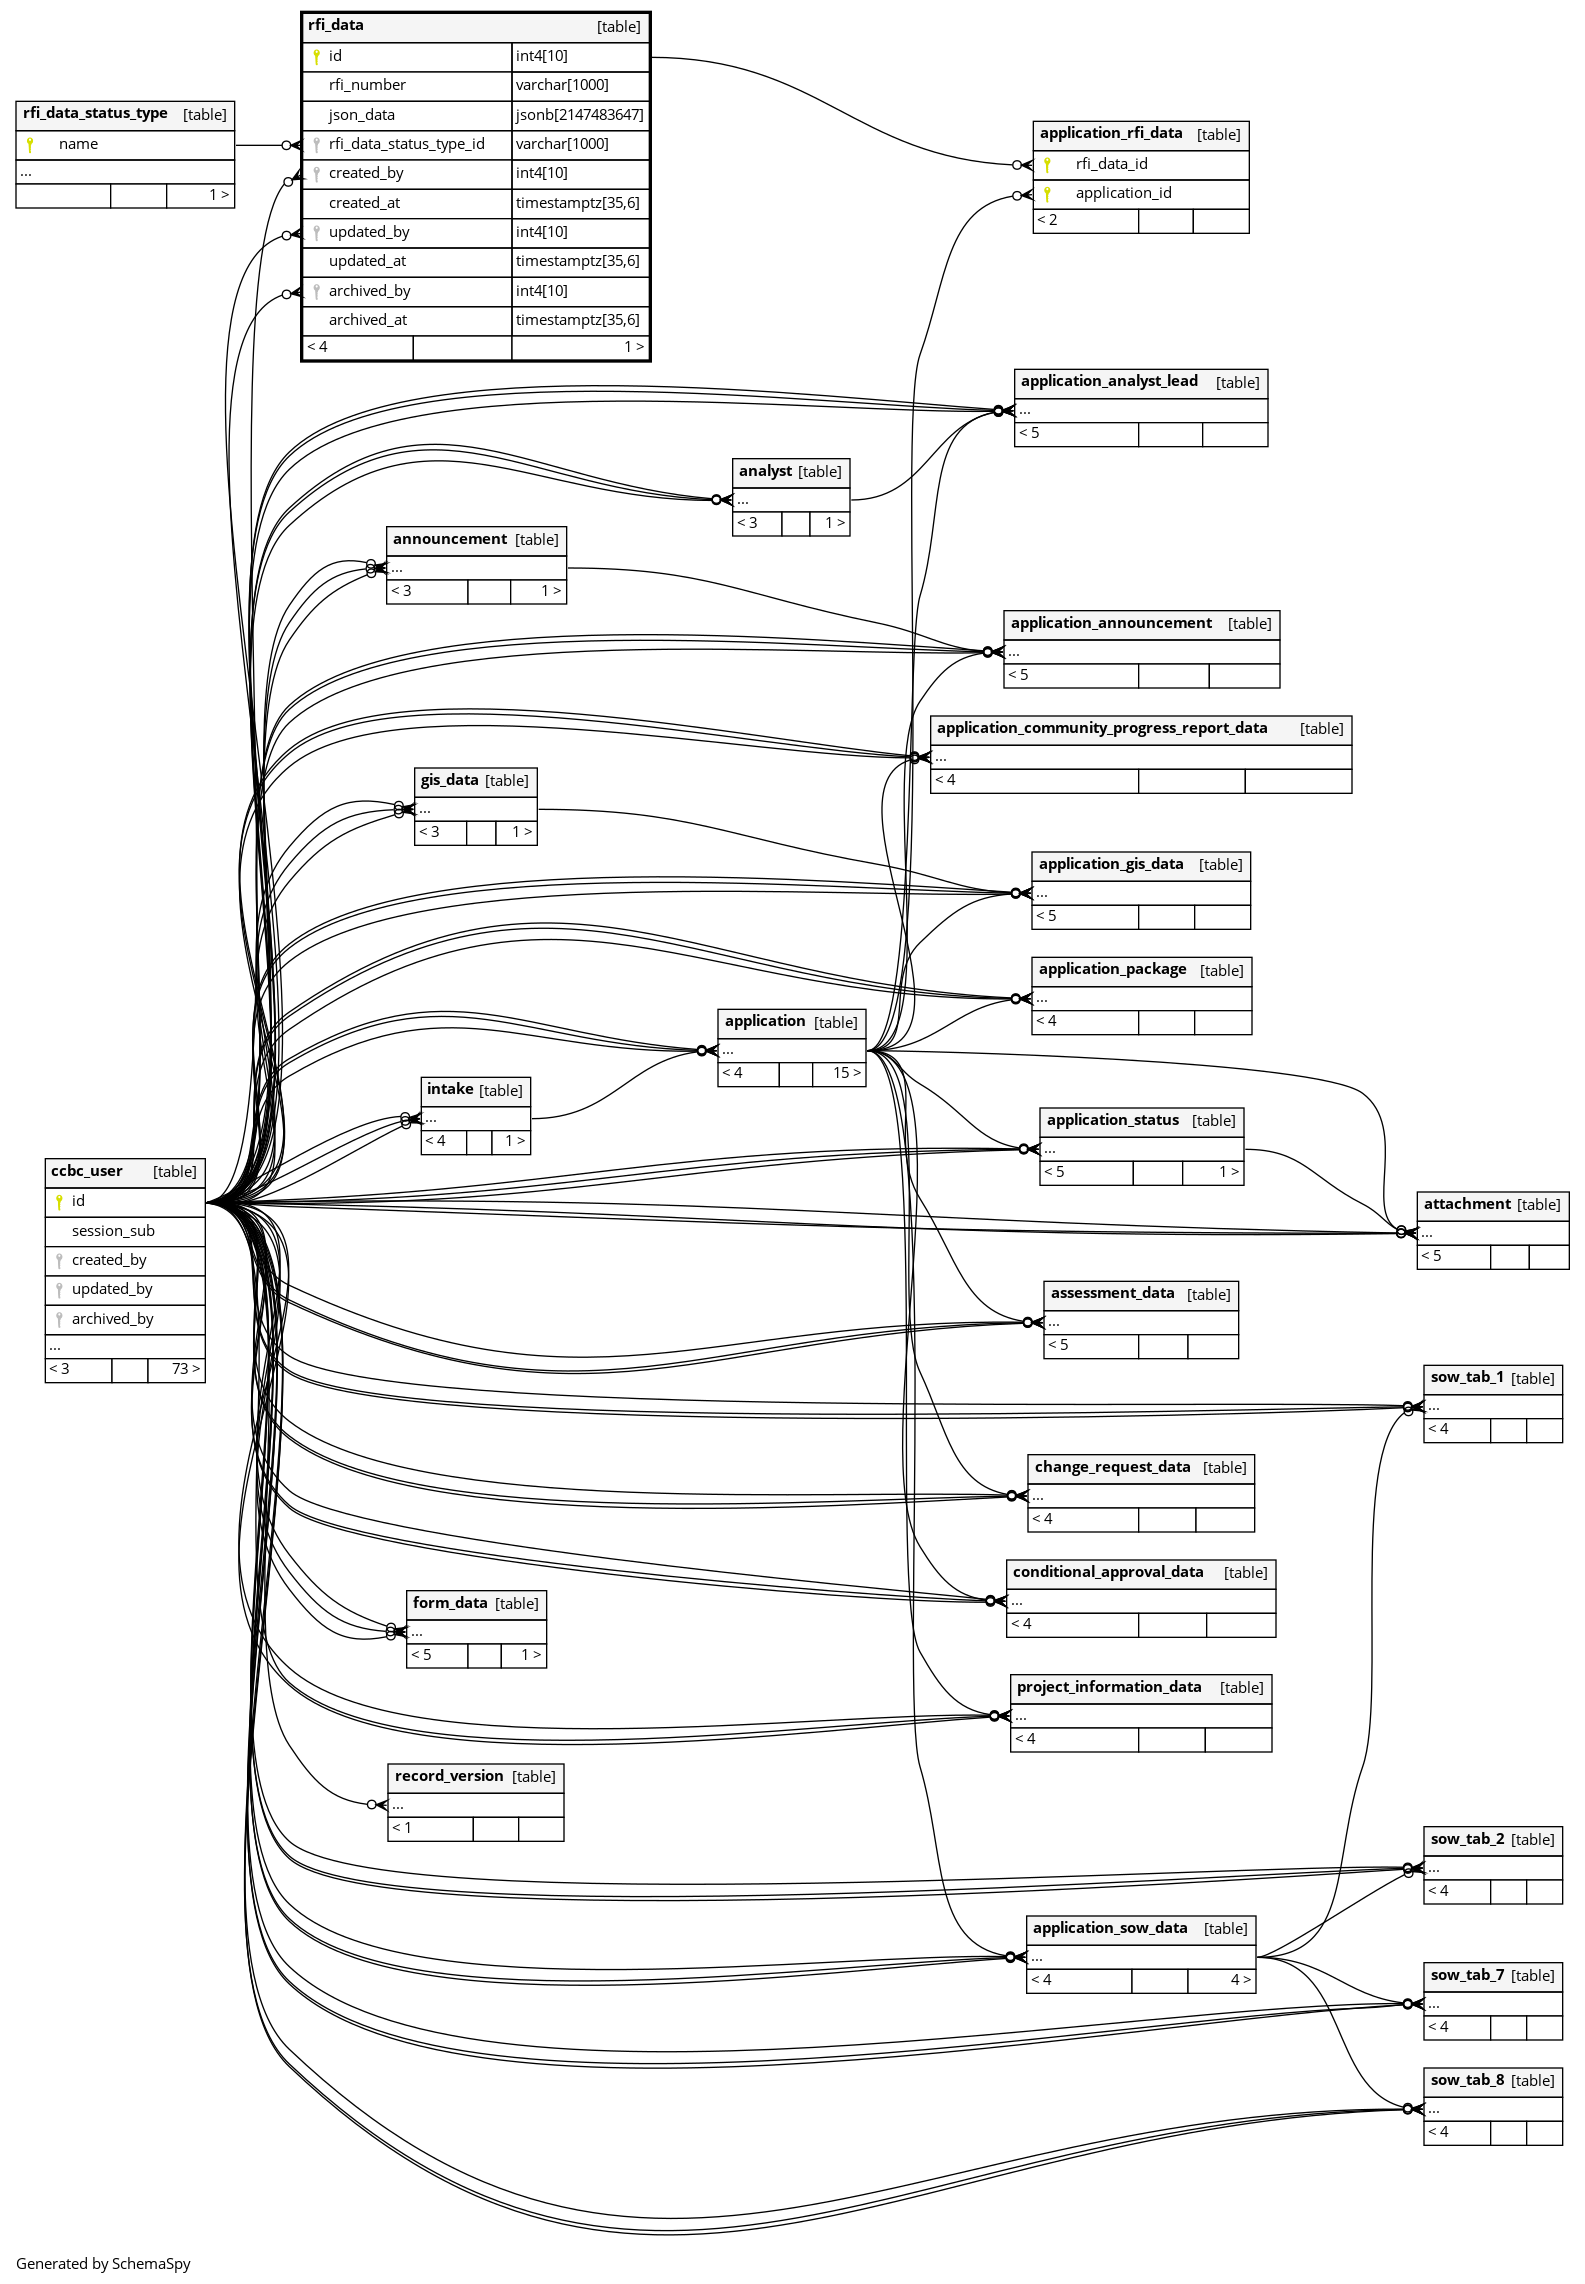 rfi_data [table]
id int4[10]
rfi_number varchar[1000]
json_data jsonb[2147483647]
rfi_data_status_type_id varchar[1000]
created_by int4[10]
created_at timestamptz[35,6]
updated_by int4[10]
updated_at timestamptz[35,6]
archived_by int4[10]
archived_at timestamptz[35,6]
< 4 1 >
rfi_data_status_type [table]
name
...
1 >
application_rfi_data [table]
rfi_data_id
application_id
< 2
application_analyst_lead [table]
...
< 5
analyst [table]
...
< 3 1 >
announcement [table]
...
< 3 1 >
application_announcement [table]
...
< 5
application_community_progress_report_data [table]
...
< 4
gis_data [table]
...
< 3 1 >
application_gis_data [table]
...
< 5
application_package [table]
...
< 4
application [table]
...
< 4 15 >
intake [table]
...
< 4 1 >
application_status [table]
...
< 5 1 >
ccbc_user [table]
id
session_sub
created_by
updated_by
archived_by
...
< 3 73 >
attachment [table]
...
< 5
assessment_data [table]
...
< 5
sow_tab_1 [table]
...
< 4
change_request_data [table]
...
< 4
conditional_approval_data [table]
...
< 4
form_data [table]
...
< 5 1 >
project_information_data [table]
...
< 4
record_version [table]
...
< 1
sow_tab_2 [table]
...
< 4
application_sow_data [table]
...
< 4 4 >
sow_tab_7 [table]
...
< 4
sow_tab_8 [table]
...
< 4
Generated by SchemaSpy